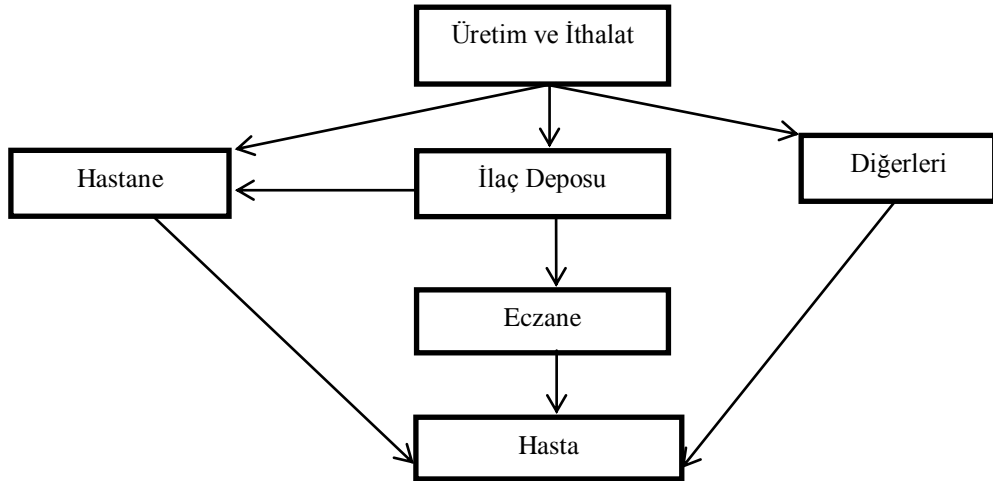 Üretim ve İthalat
Hastane
İlaç Deposu
Diğerleri
Eczane
Hasta